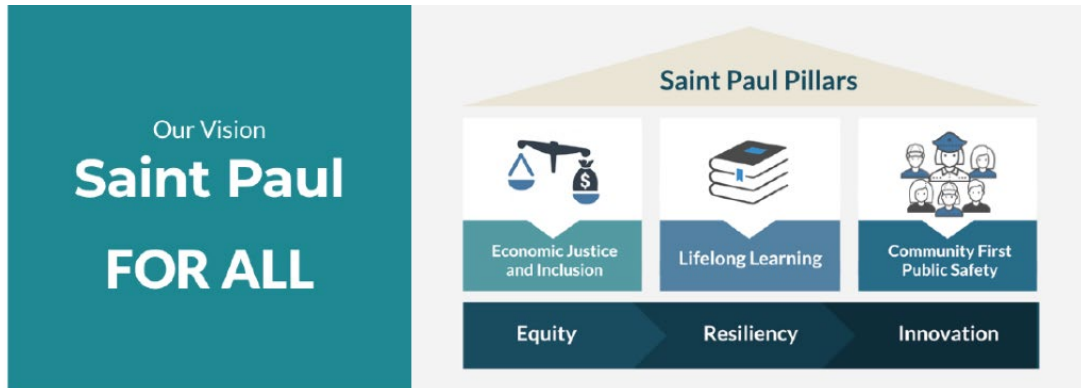 Our Vision
Saint Paul
FOR ALL
Saint Paul Pillars
$
Economic Justice
and Inclusion
Lifelong Learning
Community First
Public Safety
Equity
Resiliency
Innovation